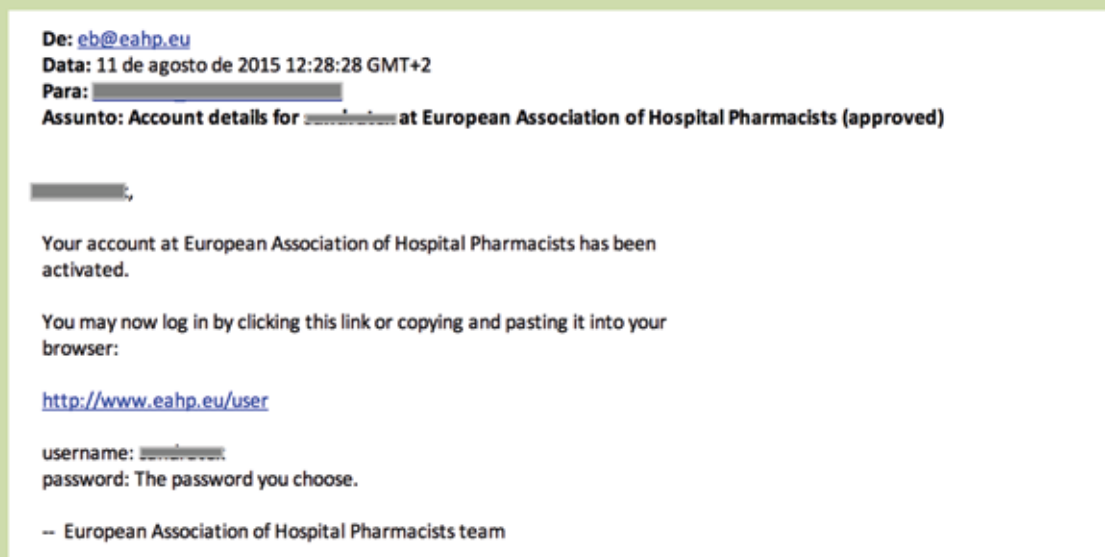 De: eb@eahp.eu
Data: 11 de agosto de 2015 12:28:28 GMT+2
Para:
Assunto: Account details for at European Association of Hospital Pharmacists (approved)
,
Your account at European Association of Hospital Pharmacists has been
activated.
You may now log in by clicking this link or copying and pasting it into your
browser:
http://www.eahp.eu/user
username:
password: The password you choose.
-- European Association of Hospital Pharmacists team